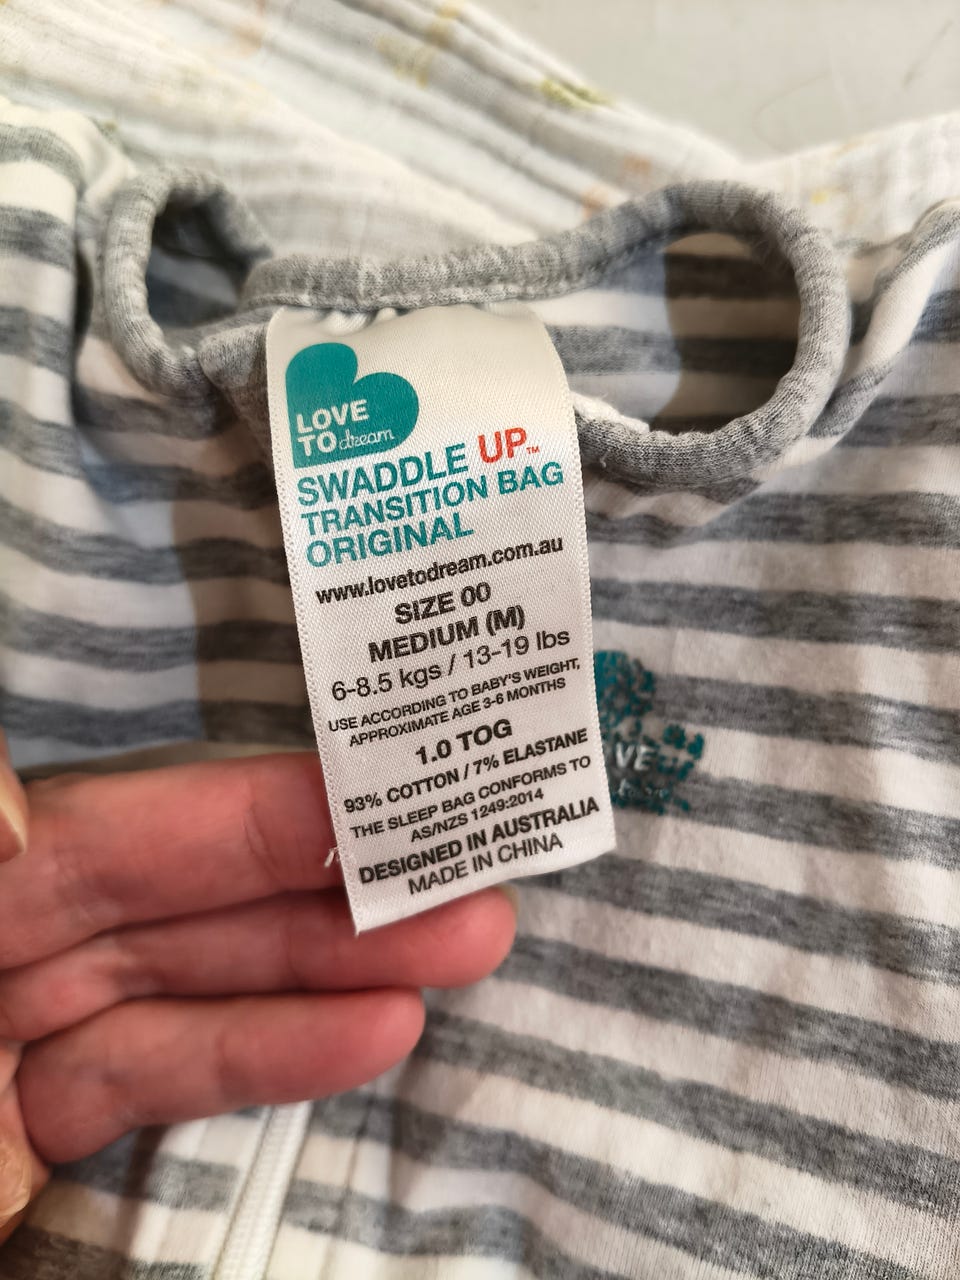 LOVE
TO dream
SWADDLE UP™
TRANSITION BAG
ORIGINAL
www.lovetodream.com.au
SIZE 00
MEDIUM (M)
6-8.5 kgs / 13-19 lbs
USE ACCORDING TO BABY'S WEIGHT,
APPROXIMATE AGE 3-6 MONTHS
1.0 TOG
93% COTTON / 7% ELASTANE
THE SLEEP BAG CONFORMS TO
AS/NZS 1249:2014
DESIGNED IN AUSTRALIA
MADE IN CHINA